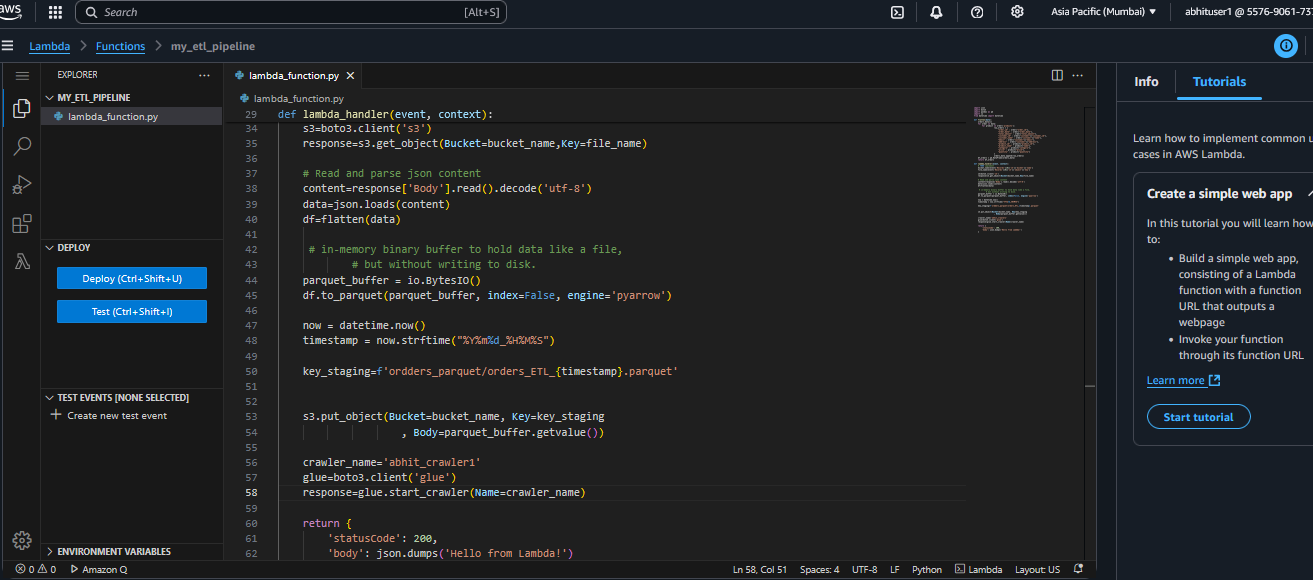 aws
Search [Alt+S]
Asia Pacific (Mumbai) ▼
abhituser1 @ 5576-9061-737
Lambda > Functions > my_etl_pipeline
EXPLORER
MY_ETL_PIPELINE
lambda_function.py
DEPLOY
Deploy (Ctrl+Shift+U)
Test (Ctrl+Shift+I)
TEST EVENTS [NONE SELECTED]
Create new test event
ENVIRONMENT VARIABLES
lambda_function.py
lambda_function.py
29 def lambda_handler(event, context):
34 s3=boto3.client('s3')
35 response=s3.get_object(Bucket=bucket_name,Key=file_name)
36
37 # Read and parse json content
38 content=response['Body'].read().decode('utf-8')
39 data=json.loads(content)
40 df=flatten(data)
41
42 # in-memory binary buffer to hold data like a file,
43 # but without writing to disk.
44 parquet_buffer = io.BytesIO()
45 df.to_parquet(parquet_buffer, index=False, engine='pyarrow')
46
47 now = datetime.now()
48 timestamp = now.strftime("%Y%m%d_%H%M%S")
49
50 key_staging=f'ordders_parquet/orders_ETL_{timestamp}.parquet'
51
52
53 s3.put_object(Bucket=bucket_name, Key=key_staging
54 , Body=parquet_buffer.getvalue())
55
56 crawler_name='abhit_crawler1'
57 glue=boto3.client('glue')
58 response=glue.start_crawler(Name=crawler_name)
59
60 return {
61 'statusCode': 200,
62 'body': json.dumps('Hello from Lambda!')
Info
Tutorials
Learn how to implement common u
cases in AWS Lambda.
Create a simple web app
In this tutorial you will learn how
to:
• Build a simple web app,
consisting of a Lambda
function with a function
URL that outputs a
webpage
• Invoke your function
through its function URL
Learn more
Start tutorial
0 0 Amazon Q
Ln 58, Col 51 Spaces: 4 UTF-8 LF Python Lambda Layout: US